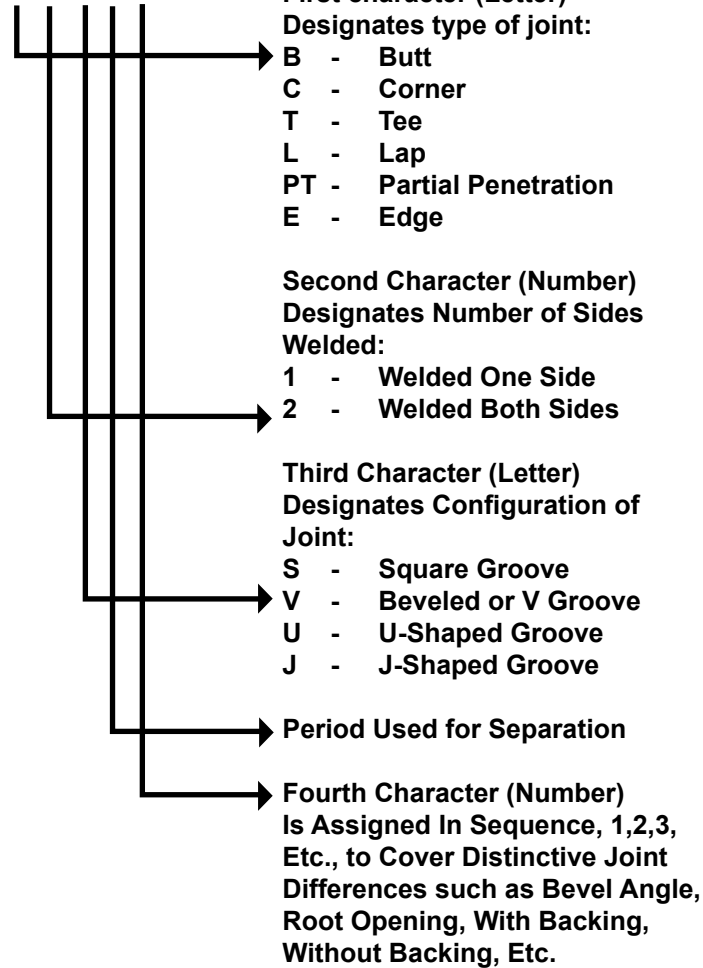 First character (Letter)
Designates type of joint:
B - Butt
C - Corner
T - Tee
L - Lap
PT - Partial Penetration
E - Edge
Second Character (Number)
Designates Number of Sides
Welded:
1 - Welded One Side
2 - Welded Both Sides
Third Character (Letter)
Designates Configuration of
Joint:
S - Square Groove
V - Beveled or V Groove
U - U-Shaped Groove
J - J-Shaped Groove
Period Used for Separation
Fourth Character (Number)
Is Assigned In Sequence, 1,2,3,
Etc., to Cover Distinctive Joint
Differences such as Bevel Angle,
Root Opening, With Backing,
Without Backing, Etc.